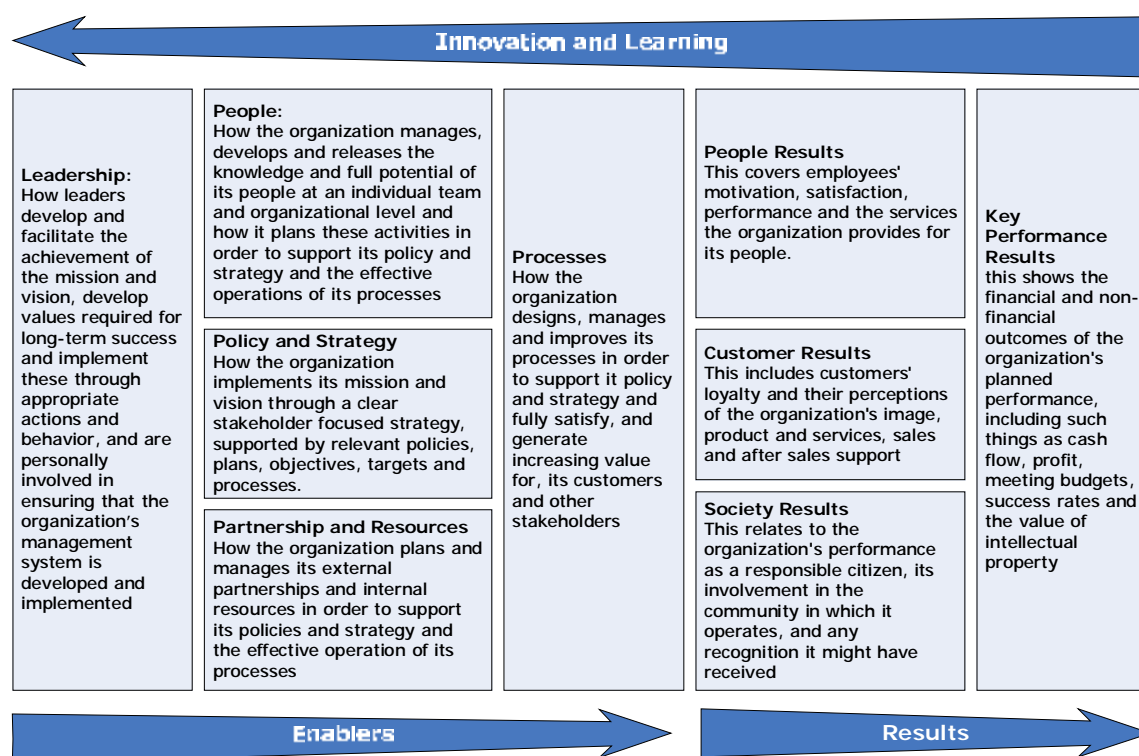 Innovation and Learning
Leadership:
How leaders
develop and
facilitate the
achievement of
the mission and
vision, develop
values required for
long-term success
and implement
these through
appropriate
actions and
behavior, and are
personally
involved in
ensuring that the
organization's
management
system is
developed and
implemented
People:
How the organization manages,
develops and releases the
knowledge and full potential of
its people at an individual team
and organizational level and
how it plans these activities in
order to support its policy and
strategy and the effective
operations of its processes
Policy and Strategy
How the organization
implements its mission and
vision through a clear
stakeholder focused strategy,
supported by relevant policies,
plans, objectives, targets and
processes.
Partnership and Resources
How the organization plans and
manages its external
partnerships and internal
resources in order to support
its policies and strategy and
the effective operation of its
processes
Processes
How the
organization
designs, manages
and improves its
processes in order
to support it policy
and strategy and
fully satisfy, and
generate
increasing value
for, its customers
and other
stakeholders
People Results
This covers employees'
motivation, satisfaction,
performance and the services
the organization provides for
its people.
Customer Results
This includes customers'
loyalty and their perceptions
of the organization's image,
product and services, sales
and after sales support
Society Results
This relates to the
organization's performance
as a responsible citizen, its
involvement in the
community in which it
operates, and any
recognition it might have
received
Key
Performance
Results
this shows the
financial and non-
financial
outcomes of the
organization's
planned
performance,
including such
things as cash
flow, profit,
meeting budgets,
success rates and
the value of
intellectual
property
Enablers
Results